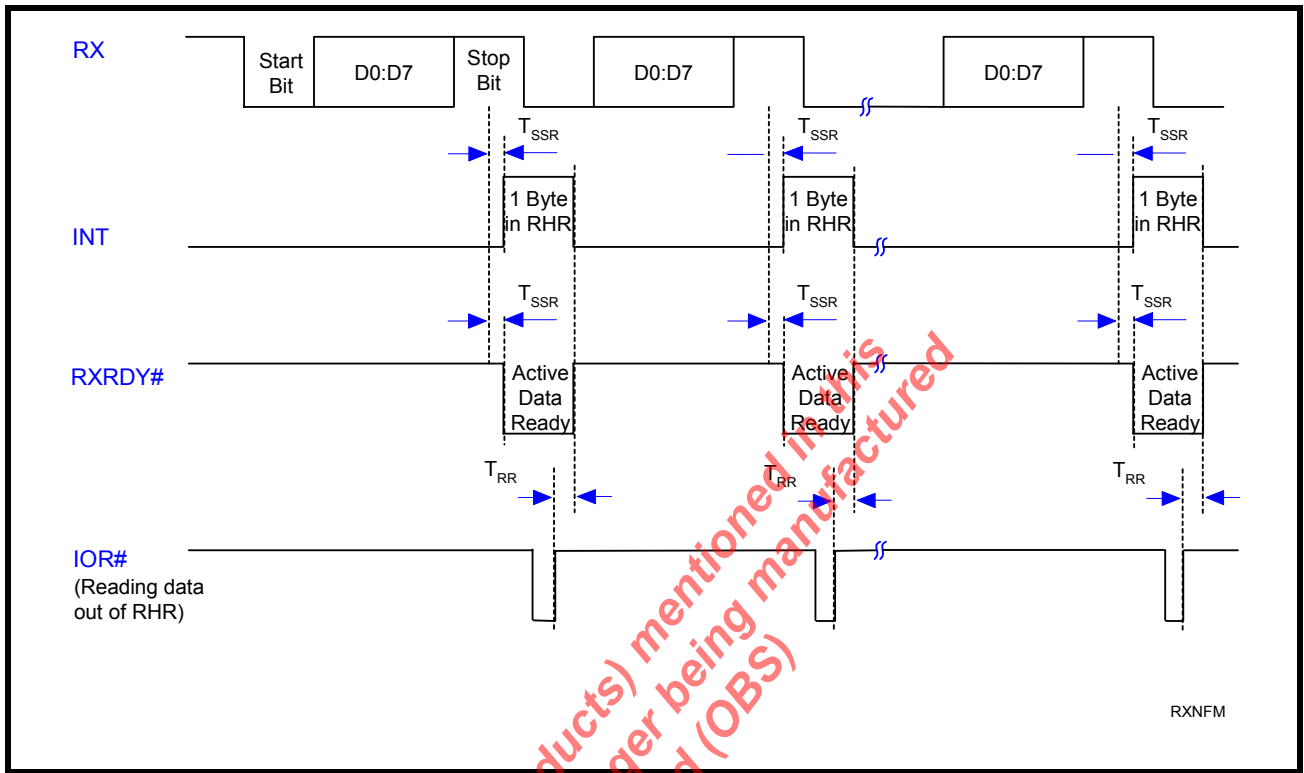 RX
Start
Bit
D0:D7
Stop
Bit
D0:D7
D0:D7
TSSR
TSSR
TSSR
INT
1 Byte
in RHR
1 Byte
in RHR
1 Byte
in RHR
TSSR
TSSR
TSSR
RXRDY#
Active
Data
Ready
Active
Data
Ready
Active
Data
Ready
TRR
TRR
TRR
IOR#
(Reading data
out of RHR)
mentioned in this
being manufactured
(OBS)
RXNFM